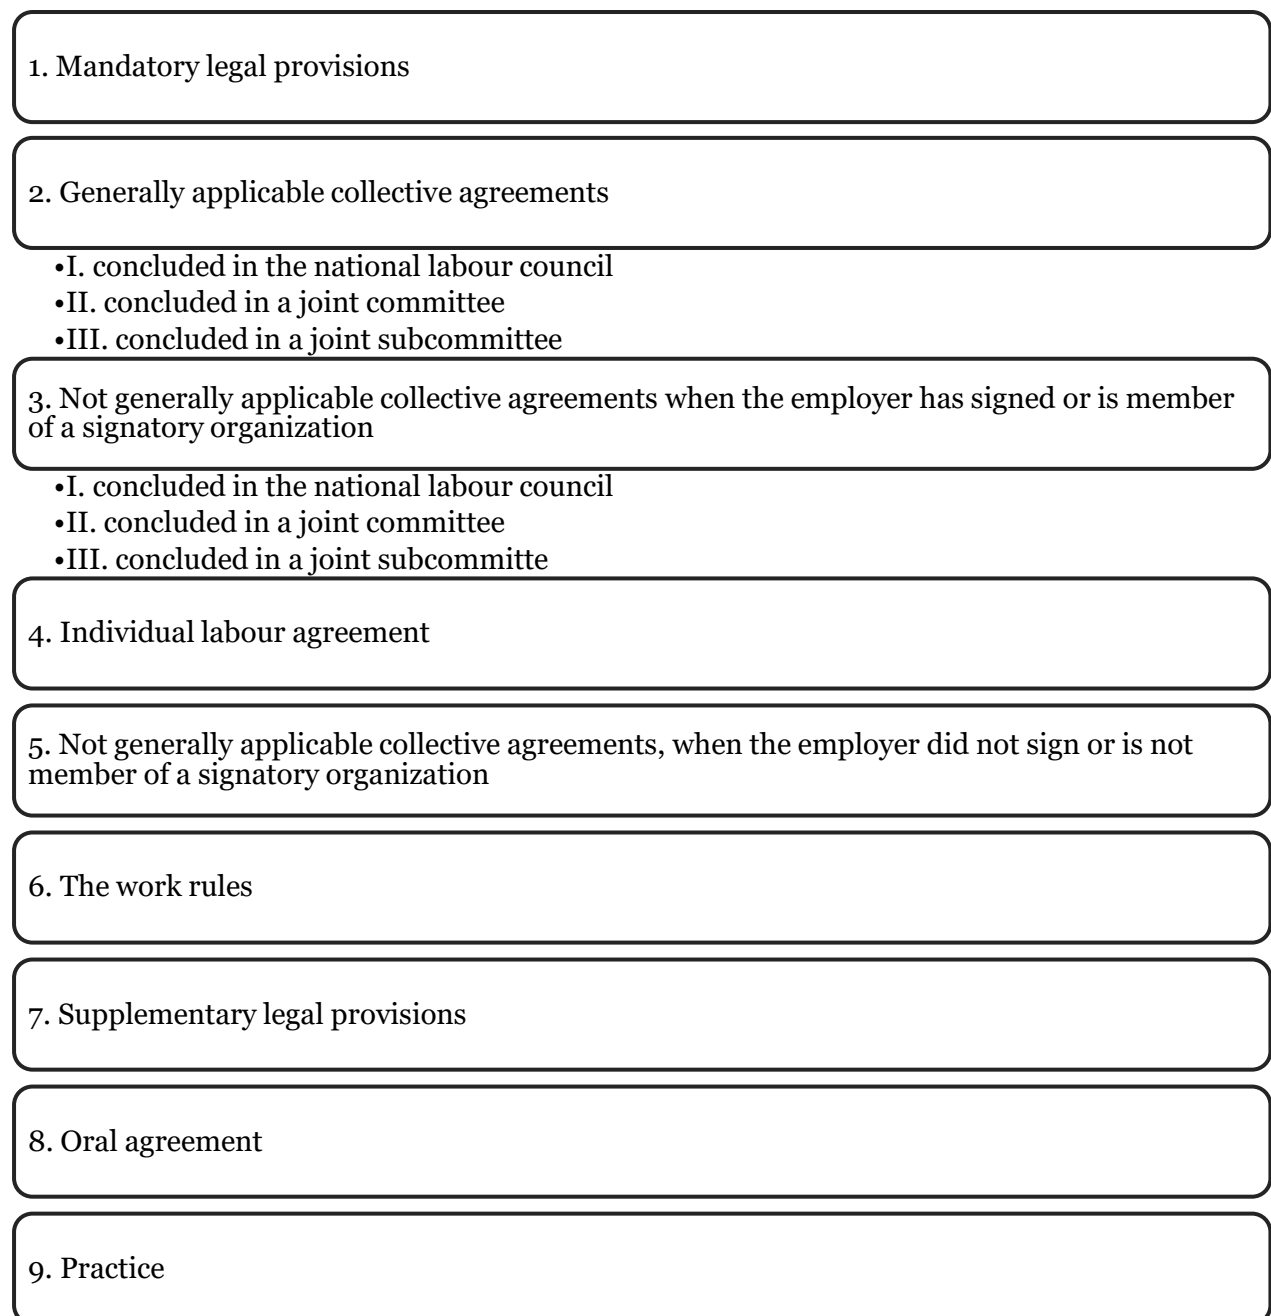 1. Mandatory legal provisions
2. Generally applicable collective agreements
•I. concluded in the national labour council
•II. concluded in a joint committee
•III. concluded in a joint subcommittee
3. Not generally applicable collective agreements when the employer has signed or is member
of a signatory organization
•I. concluded in the national labour council
•II. concluded in a joint committee
•III. concluded in a joint subcommitte
4. Individual labour agreement
5. Not generally applicable collective agreements, when the employer did not sign or is not
member of a signatory organization
6. The work rules
7. Supplementary legal provisions
8. Oral agreement
9. Practice